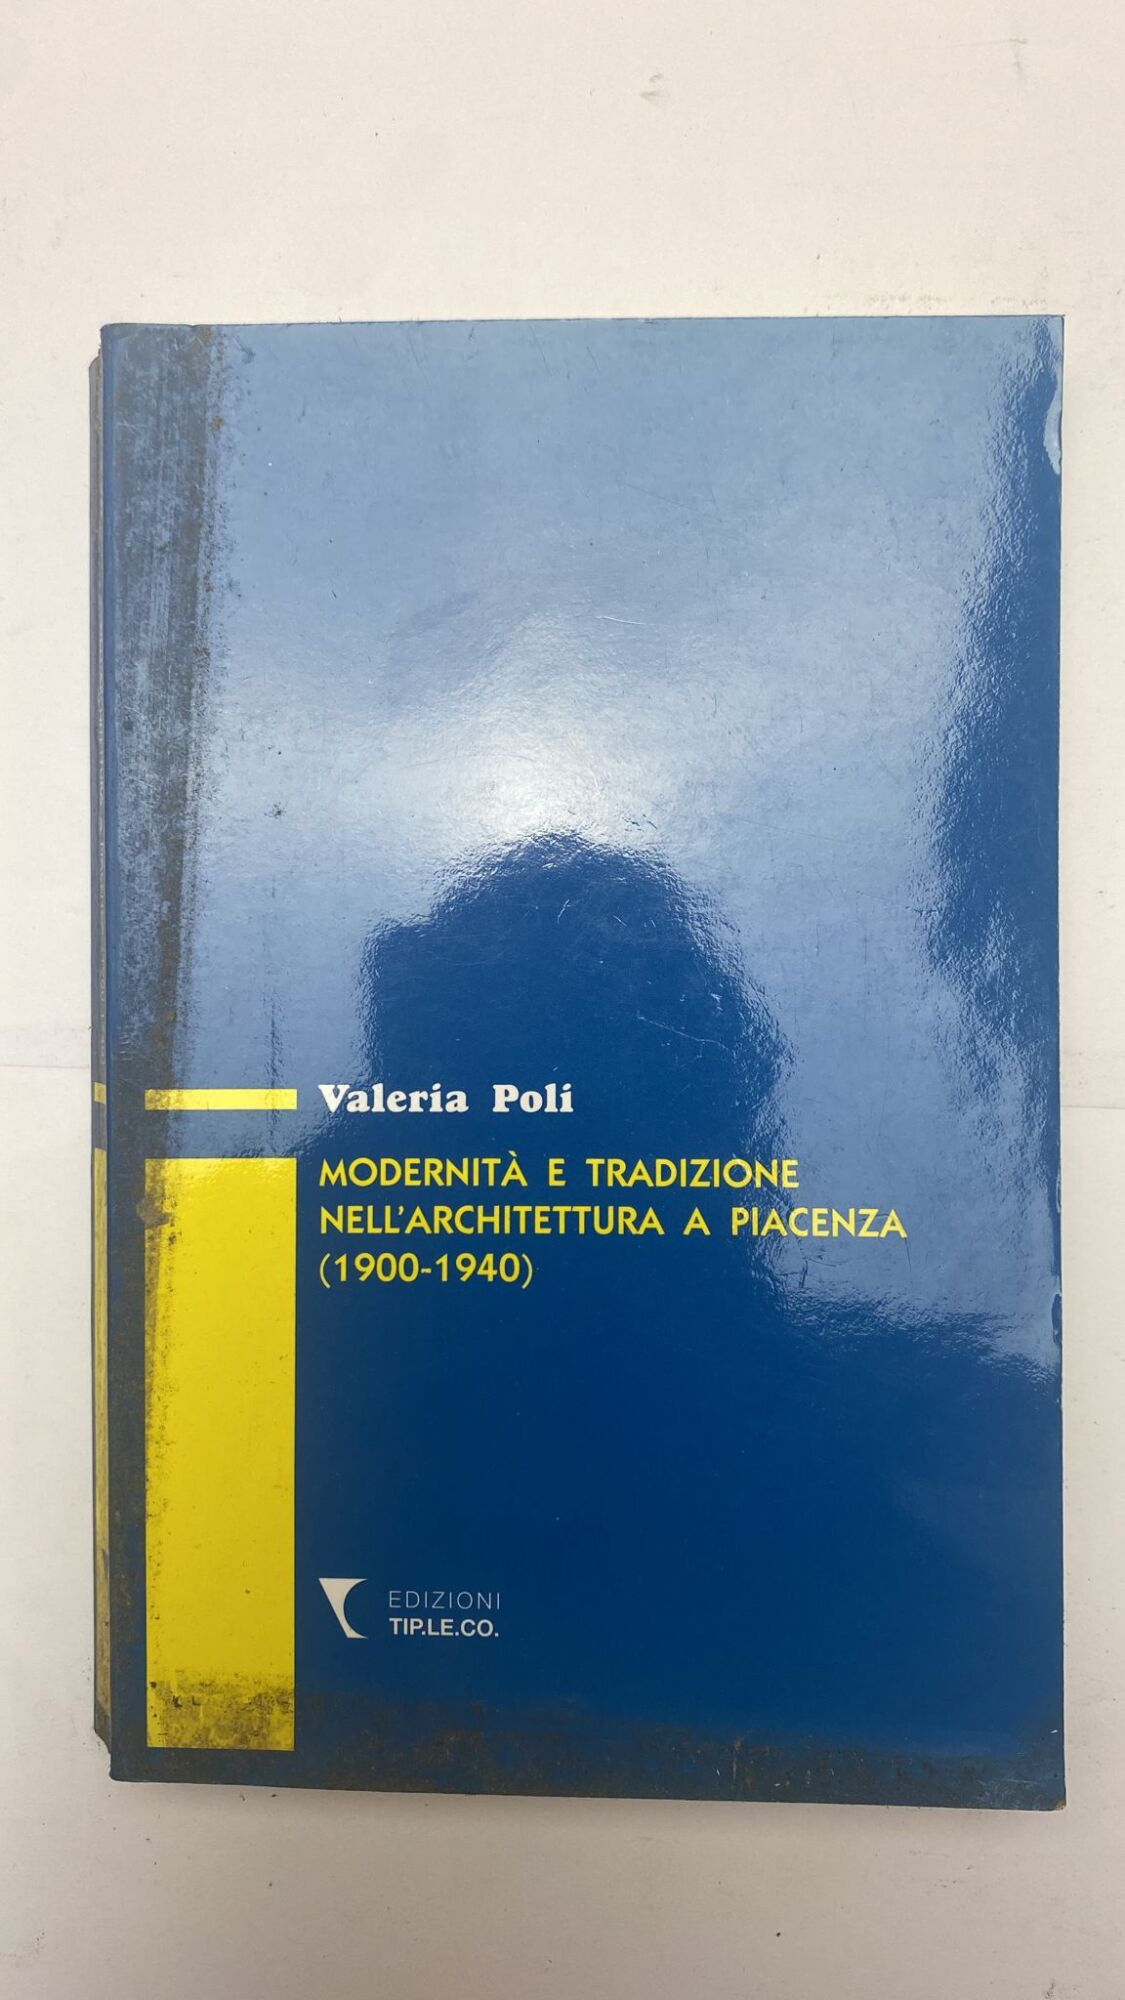 Valeria Poli
MODERNITÀ E TRADIZIONE
NELL'ARCHITETTURA A PIACENZA
(1900-1940)
EDIZIONI
TIP.LE.CO.